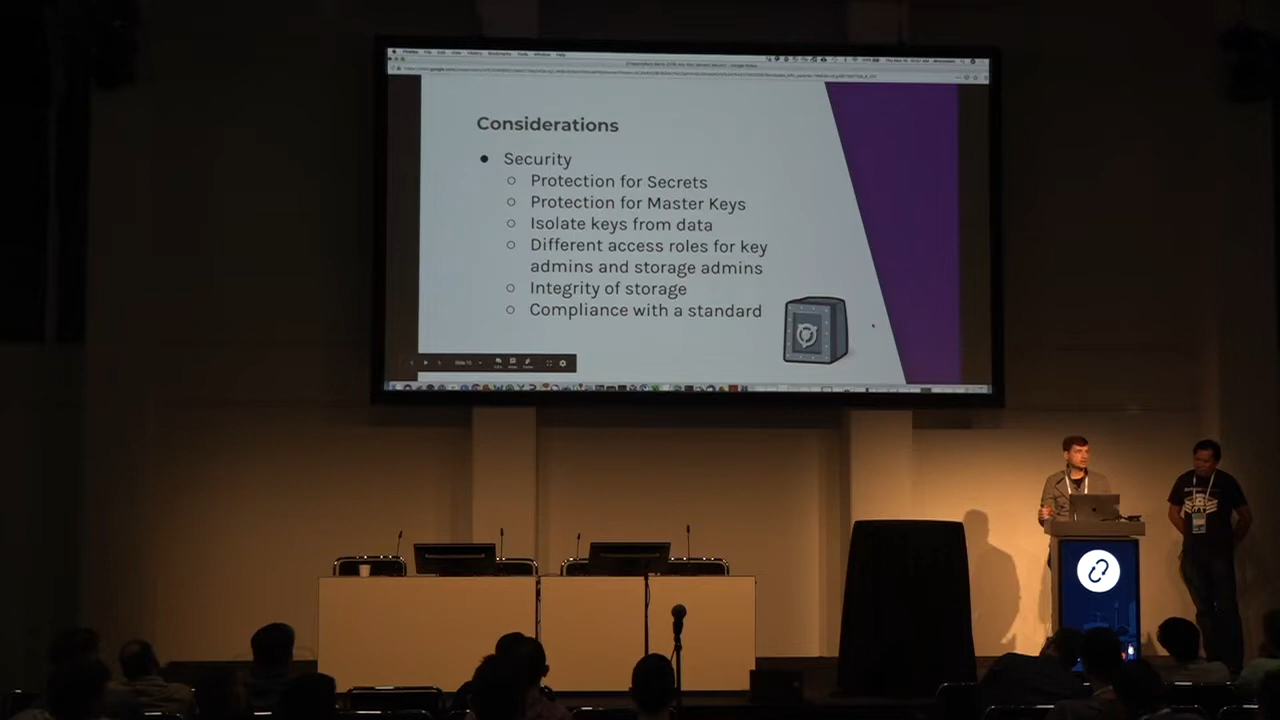 Considerations
● Security
○ Protection for Secrets
○ Protection for Master Keys
○ Isolate keys from data
○ Different access roles for key
admins and storage admins
○ Integrity of storage
○ Compliance with a standard